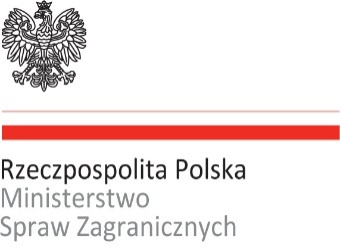 Rzeczpospolita Polska
Ministerstwo
Spraw Zagranicznych